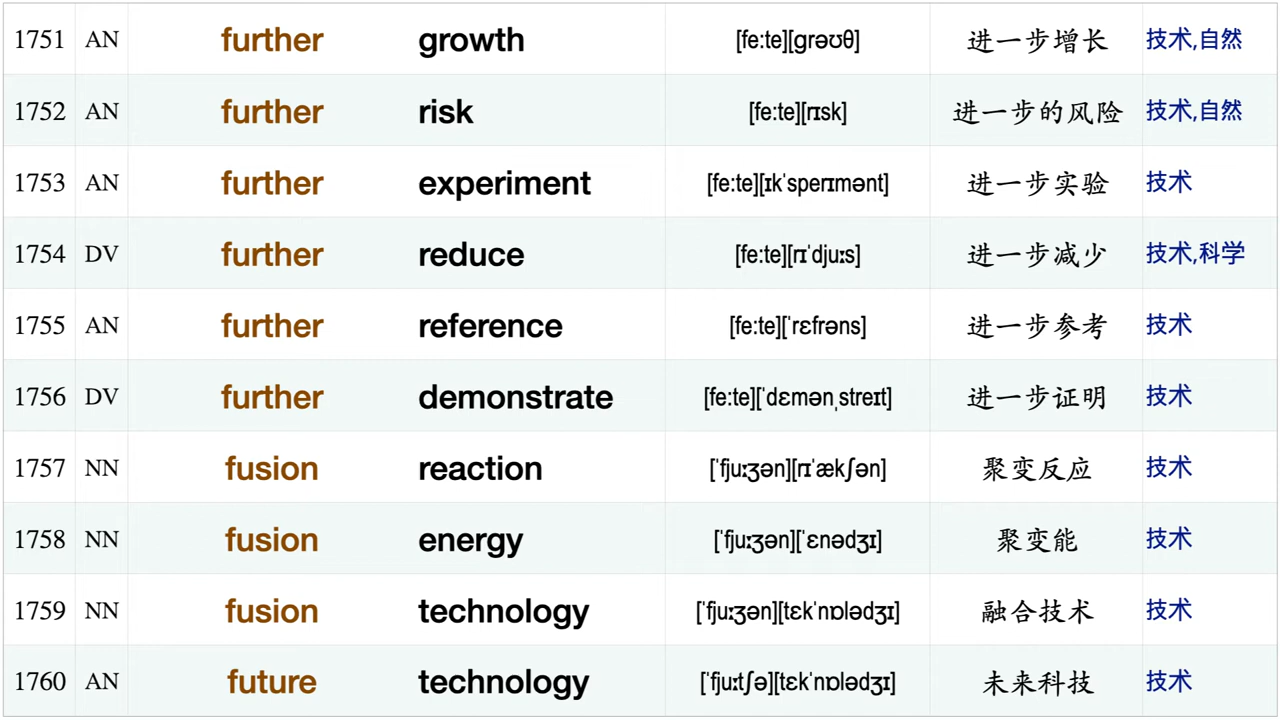 1751 AN further growth [fe:te][ɡrəʊθ] 进一步增长 技术,自然
1752 AN further risk [fe:te][rɪsk] 进一步的风险 技术,自然
1753 AN further experiment [fe:te][ɪkˈsperɪmənt] 进一步实验 技术
1754 DV further reduce [fe:te][rɪˈdjuːs] 进一步减少 技术,科学
1755 AN further reference [fe:te][ˈrɛfrəns] 进一步参考 技术
1756 DV further demonstrate [fe:te][ˈdɛmənˌstreɪt] 进一步证明 技术
1757 NN fusion reaction [ˈfjuːʒən][rɪˈækʃən] 聚变反应 技术
1758 NN fusion energy [ˈfjuːʒən][ˈɛnədʒɪ] 聚变能 技术
1759 NN fusion technology [ˈfjuːʒən][tɛkˈnɒlədʒɪ] 融合技术 技术
1760 AN future technology [ˈfjuːtʃə][tɛkˈnɒlədʒɪ] 未来科技 技术